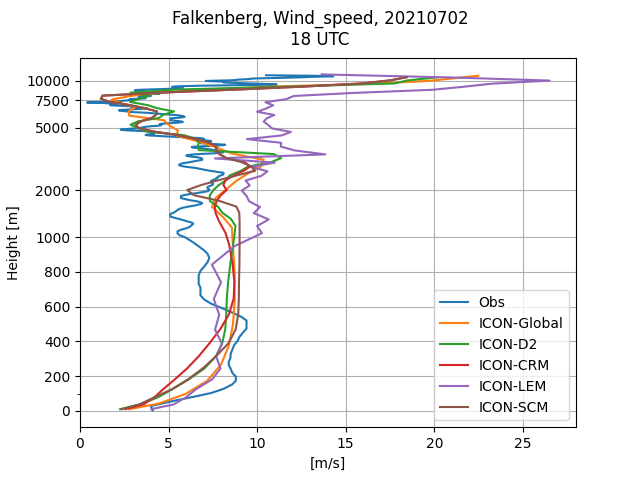 Falkenberg, Wind_speed, 20210702
18 UTC
Height [m]
10000
7500
5000
2000
1000
800
600
400
200
0
0 5 10 15 20 25
[m/s]
Obs
ICON-Global
ICON-D2
ICON-CRM
ICON-LEM
ICON-SCM